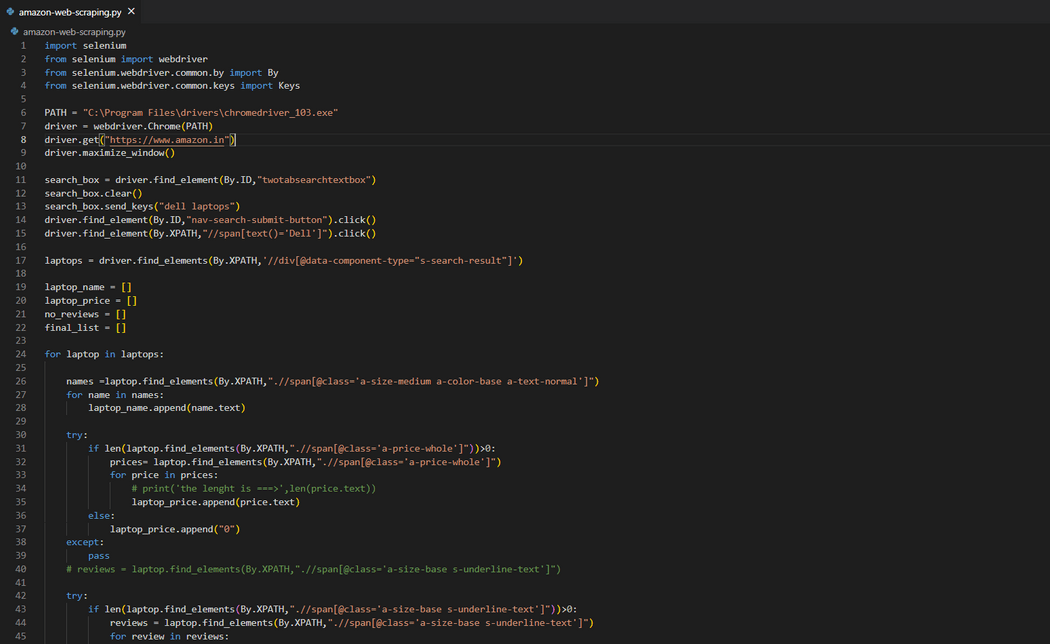 amazon-web-scraping.py ×
amazon-web-scraping.py
1 import selenium
2 from selenium import webdriver
3 from selenium.webdriver.common.by import By
4 from selenium.webdriver.common.keys import Keys
5
6 PATH = "C:\Program Files\drivers\chromedriver_103.exe"
7 driver = webdriver.Chrome(PATH)
8 driver.get("https://www.amazon.in")
9 driver.maximize_window()
10
11 search_box = driver.find_element(By.ID,"twotabsearchtextbox")
12 search_box.clear()
13 search_box.send_keys("dell laptops")
14 driver.find_element(By.ID,"nav-search-submit-button").click()
15 driver.find_element(By.XPATH,"//span[text()='Dell']").click()
16
17 laptops = driver.find_elements(By.XPATH,'//div[@data-component-type="s-search-result"]')
18
19 laptop_name = []
20 laptop_price = []
21 no_reviews = []
22 final_list = []
23
24 for laptop in laptops:
25
26     names =laptop.find_elements(By.XPATH,".//span[@class='a-size-medium a-color-base a-text-normal']")
27     for name in names:
28         laptop_name.append(name.text)
29
30     try:
31         if len(laptop.find_elements(By.XPATH,".//span[@class='a-price-whole']"))>0:
32             prices= laptop.find_elements(By.XPATH,".//span[@class='a-price-whole']")
33             for price in prices:
34                 # print('the lenght is ===>',len(price.text))
35                 laptop_price.append(price.text)
36         else:
37             laptop_price.append("0")
38     except:
39         pass
40     # reviews = laptop.find_elements(By.XPATH,".//span[@class='a-size-base s-underline-text']")
41
42     try:
43         if len(laptop.find_elements(By.XPATH,".//span[@class='a-size-base s-underline-text']"))>0:
44             reviews = laptop.find_elements(By.XPATH,".//span[@class='a-size-base s-underline-text']")
45             for review in reviews: